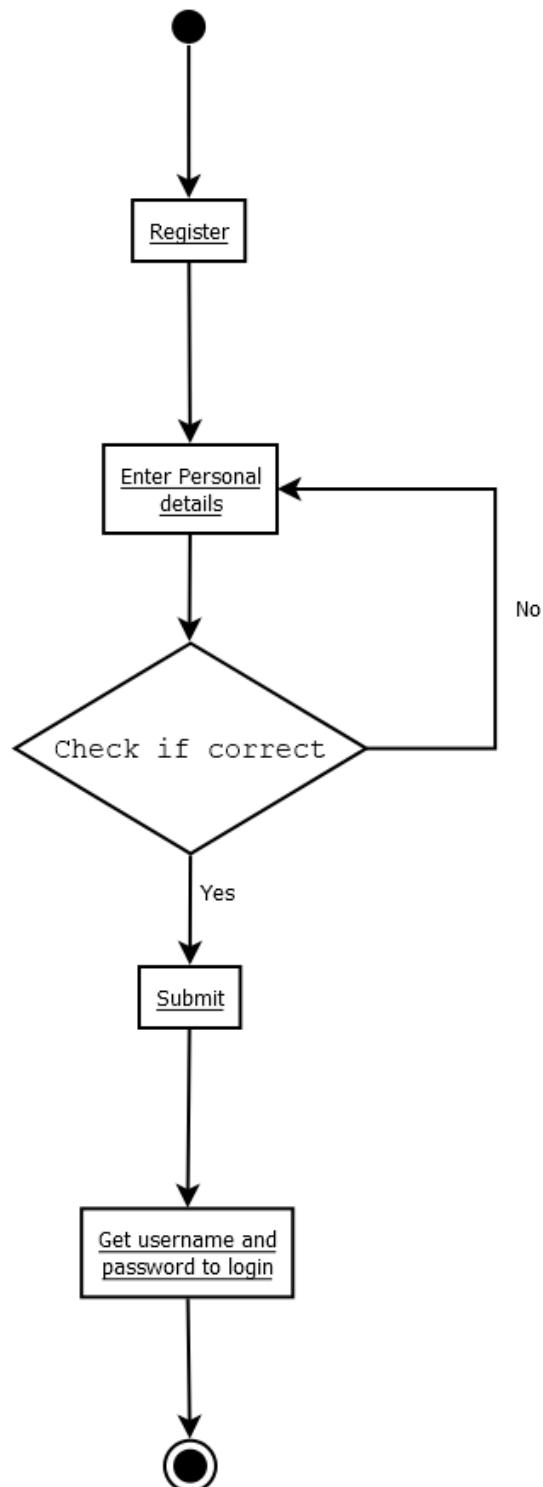 Register
Enter Personal
details
No
Check if correct
Yes
Submit
Get username and
password to login